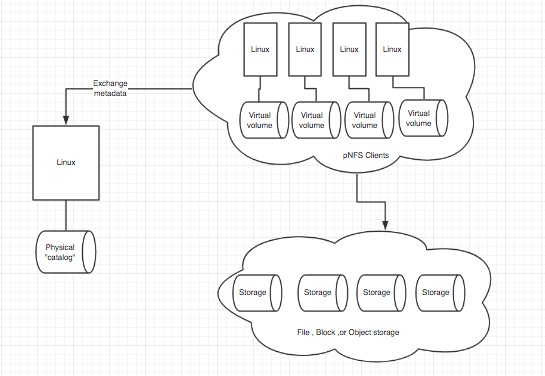 Linux
Linux
Linux
Linux
Exchange
metadata
Virtual
volume
Virtual
volume
Virtual
volume
Virtual
volume
pNFS Clients
Linux
Physical
"catalog"
Storage
Storage
Storage
Storage
File , Block ,or Object storage